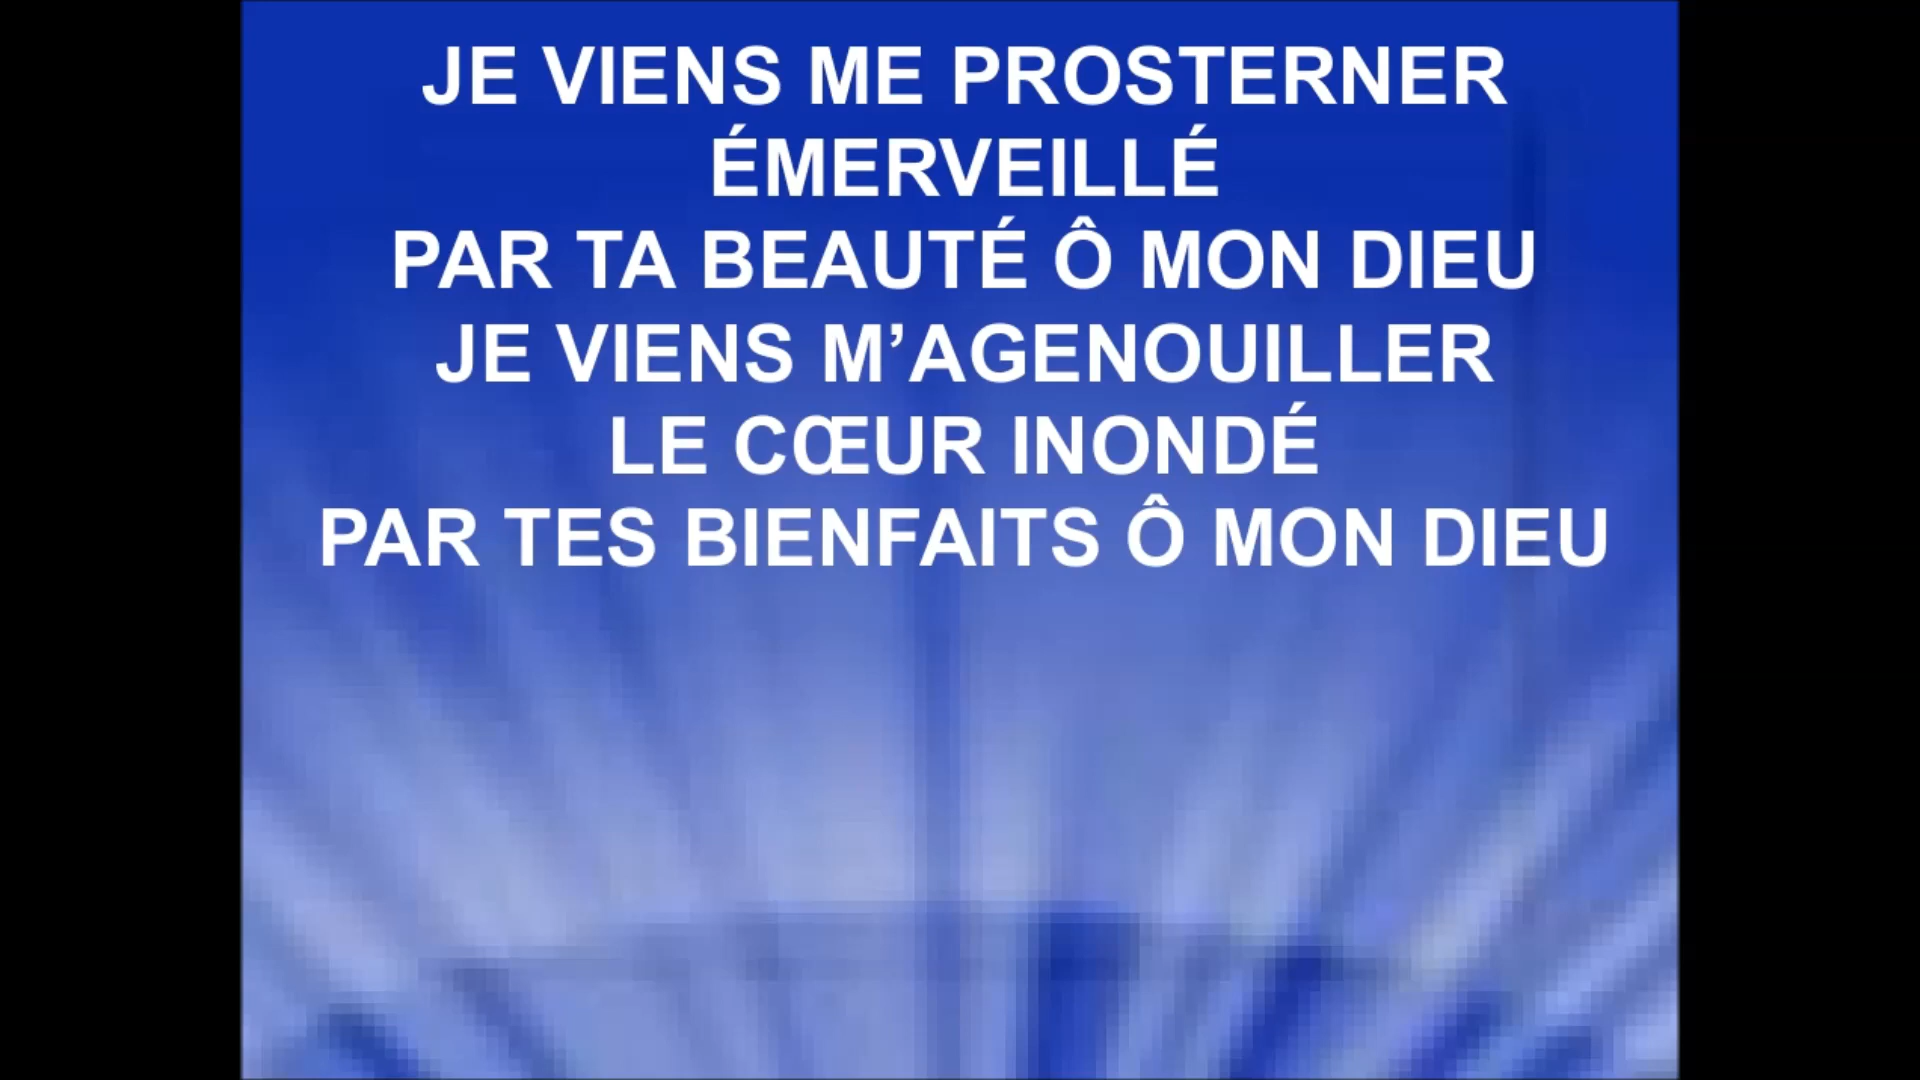 JE VIENS ME PROSTERNER
ÉMERVEILLÉ
PAR TA BEAUTÉ Ô MON DIEU
JE VIENS M’AGENOUILLER
LE CŒUR INONDÉ
PAR TES BIENFAITS Ô MON DIEU